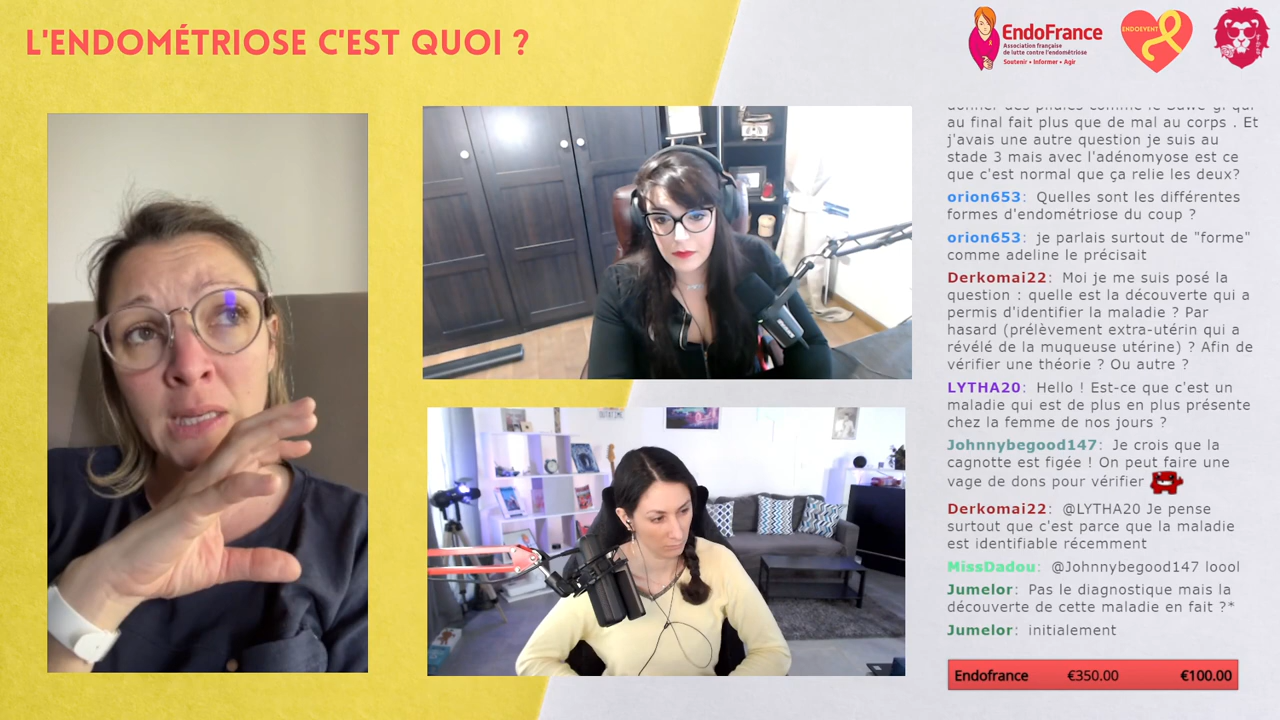 L'ENDOMÉTRIOSE C'EST QUOI ?
EndoFrance
Association française
de lutte contre l'endométriose
Soutenir • Informer • Agir
ENDOEVENT
donner des pilules comme le
au final fait plus que de mal au corps . Et
j'avais une autre question je suis au
stade 3 mais avec l'adénomyose est ce
que c'est normal que ça relie les deux?
orion653: Quelles sont les différentes
formes d'endométriose du coup ?
orion653: je parlais surtout de "forme"
comme adeline le précisait
Derkomai22: Moi je me suis posé la
question : quelle est la découverte qui a
permis d'identifier la maladie ? Par
hasard (prélèvement extra-utérin qui a
révélé de la muqueuse utérine) ? Afin de
vérifier une théorie ? Ou autre ?
LYTHA20: Hello ! Est-ce que c'est un
maladie qui est de plus en plus présente
chez la femme de nos jours ?
Johnnybegood147: Je crois que la
cagnotte est figée ! On peut faire une
vage de dons pour vérifier
Derkomai22: @LYTHA20 Je pense
surtout que c'est parce que la maladie
est identifiable récemment
MissDadou: @Johnnybegood147 loool
Jumelor: Pas le diagnostique mais la
découverte de cette maladie en fait ?*
Jumelor: initialement
Endofrance €350.00 €100.00